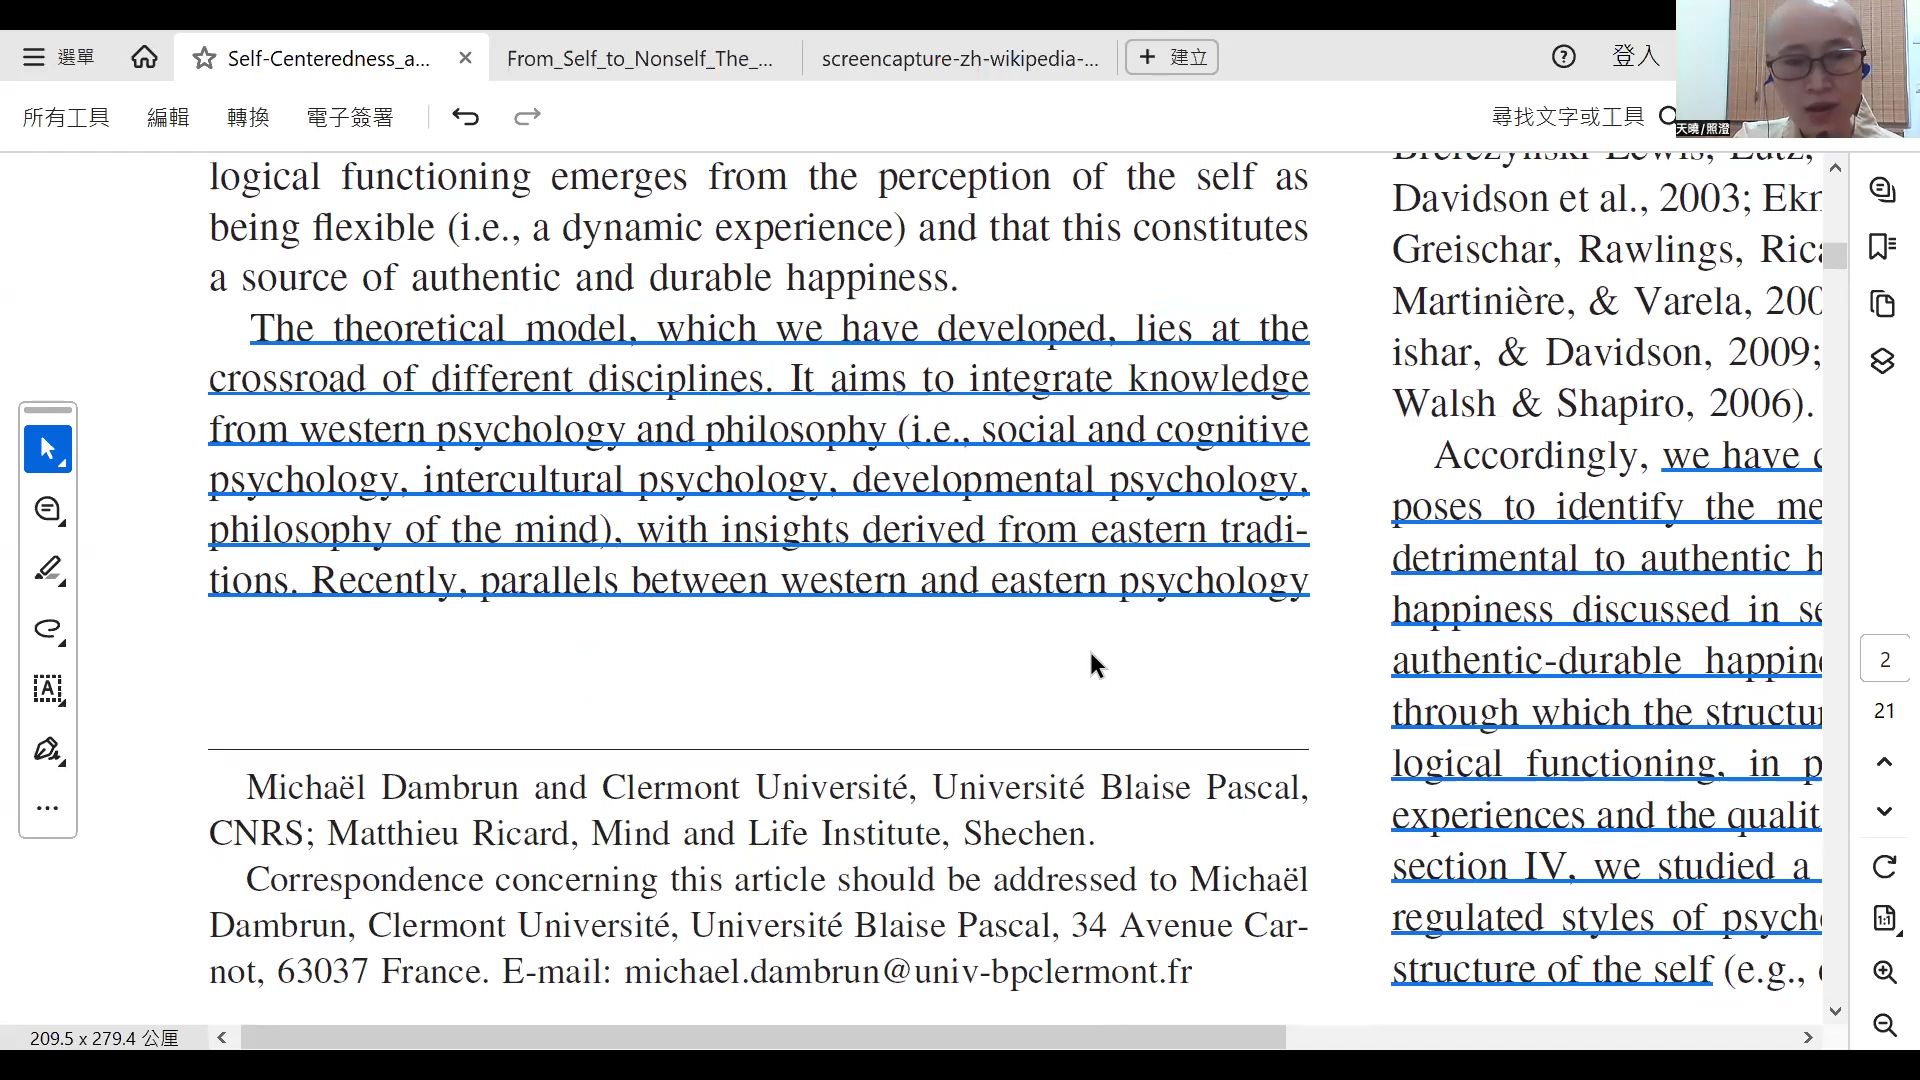 選單
Self-Centeredness_a...
From_Self_to_Nonself_The_...
screencapture-zh-wikipedia-...
建立
登入
所有工具
編輯
轉換
電子簽署
尋找文字或工具
天曉/照澄
logical functioning emerges from the perception of the self as
being flexible (i.e., a dynamic experience) and that this constitutes
a source of authentic and durable happiness.
The theoretical model, which we have developed, lies at the
crossroad of different disciplines. It aims to integrate knowledge
from western psychology and philosophy (i.e., social and cognitive
psychology, intercultural psychology, developmental psychology,
philosophy of the mind), with insights derived from eastern tradi-
tions. Recently, parallels between western and eastern psychology
Michaël Dambrun and Clermont Université, Université Blaise Pascal,
CNRS; Matthieu Ricard, Mind and Life Institute, Shechen.
Correspondence concerning this article should be addressed to Michaël
Dambrun, Clermont Université, Université Blaise Pascal, 34 Avenue Car-
not, 63037 France. E-mail: michael.dambrun@univ-bpclermont.fr
Davidson et al., 2003; Ek
Greischar, Rawlings, Ric
Martinière, & Varela, 200
ishar, & Davidson, 2009;
Walsh & Shapiro, 2006).
Accordingly, we have
poses to identify the me
detrimental to authentic h
happiness discussed in se
authentic-durable happin
through which the structu
logical functioning, in p
experiences and the qualit
section IV, we studied a
regulated styles of psych
structure of the self (e.g.,
2
21
209.5 x 279.4 公厘